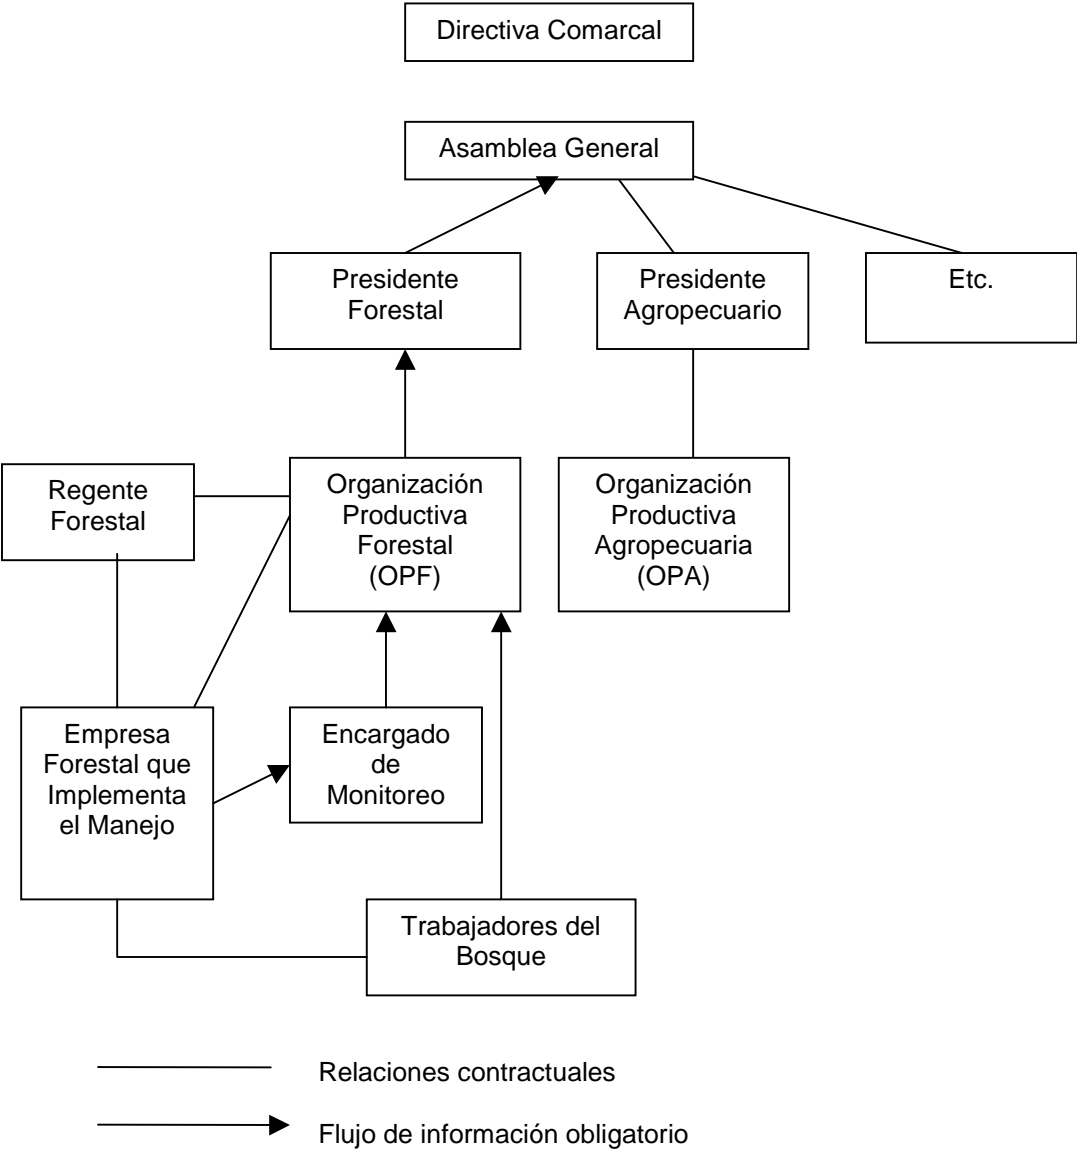 Directiva Comarcal
Asamblea General
Presidente
Forestal
Presidente
Agropecuario
Etc.
Regente
Forestal
Organización
Productiva
Forestal
(OPF)
Organización
Productiva
Agropecuaria
(OPA)
Empresa
Forestal que
Implementa
el Manejo
Encargado
de
Monitoreo
Trabajadores del
Bosque
Relaciones contractuales
Flujo de información obligatorio